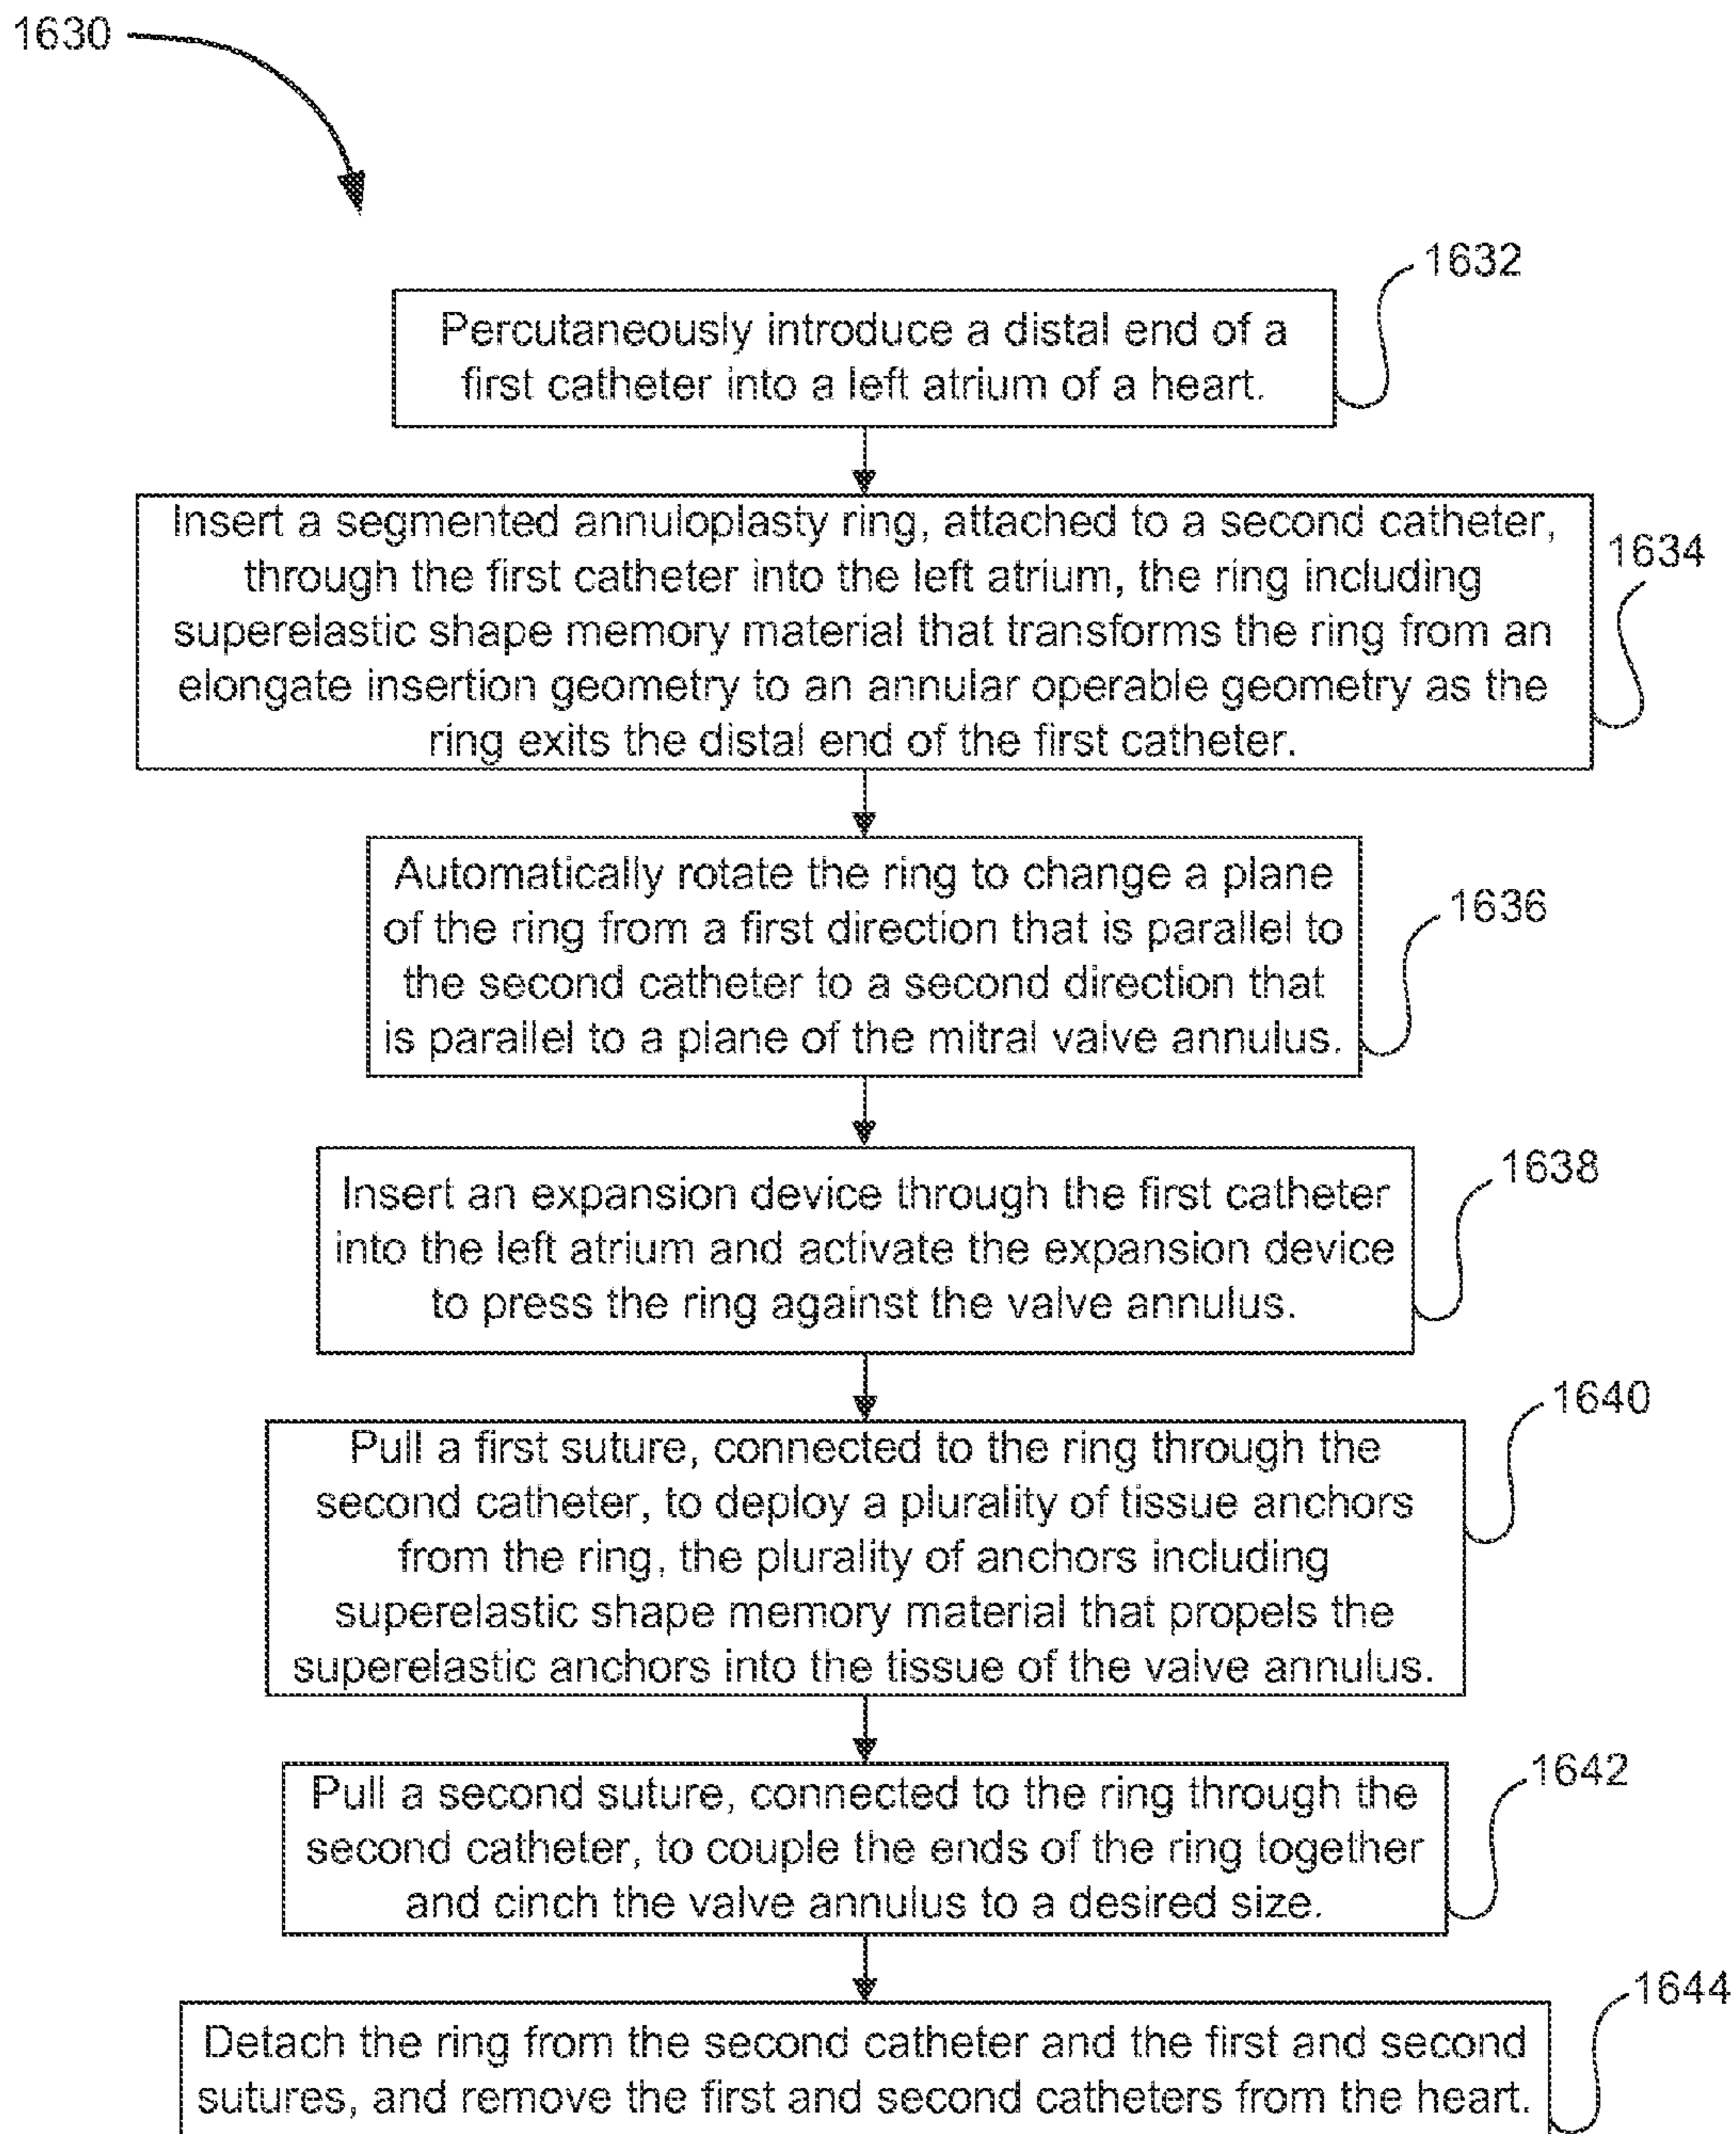 1630
1632
Percutaneously introduce a distal end of a
first catheter into a left atrium of a heart.
1634
Insert a segmented annuloplasty ring, attached to a second catheter,
through the first catheter into the left atrium, the ring including
superelastic shape memory material that transforms the ring from an
elongate insertion geometry to an annular operable geometry as the
ring exits the distal end of the first catheter.
1636
Automatically rotate the ring to change a plane
of the ring from a first direction that is parallel to
the second catheter to a second direction that
is parallel to a plane of the mitral valve annulus.
1638
Insert an expansion device through the first catheter
into the left atrium and activate the expansion device
to press the ring against the valve annulus.
1640
Pull a first suture, connected to the ring through the
second catheter, to deploy a plurality of tissue anchors
from the ring, the plurality of anchors including
superelastic shape memory material that propels the
superelastic anchors into the tissue of the valve annulus.
1642
Pull a second suture, connected to the ring through the
second catheter, to couple the ends of the ring together
and cinch the valve annulus to a desired size.
1644
Detach the ring from the second catheter and the first and second
sutures, and remove the first and second catheters from the heart.